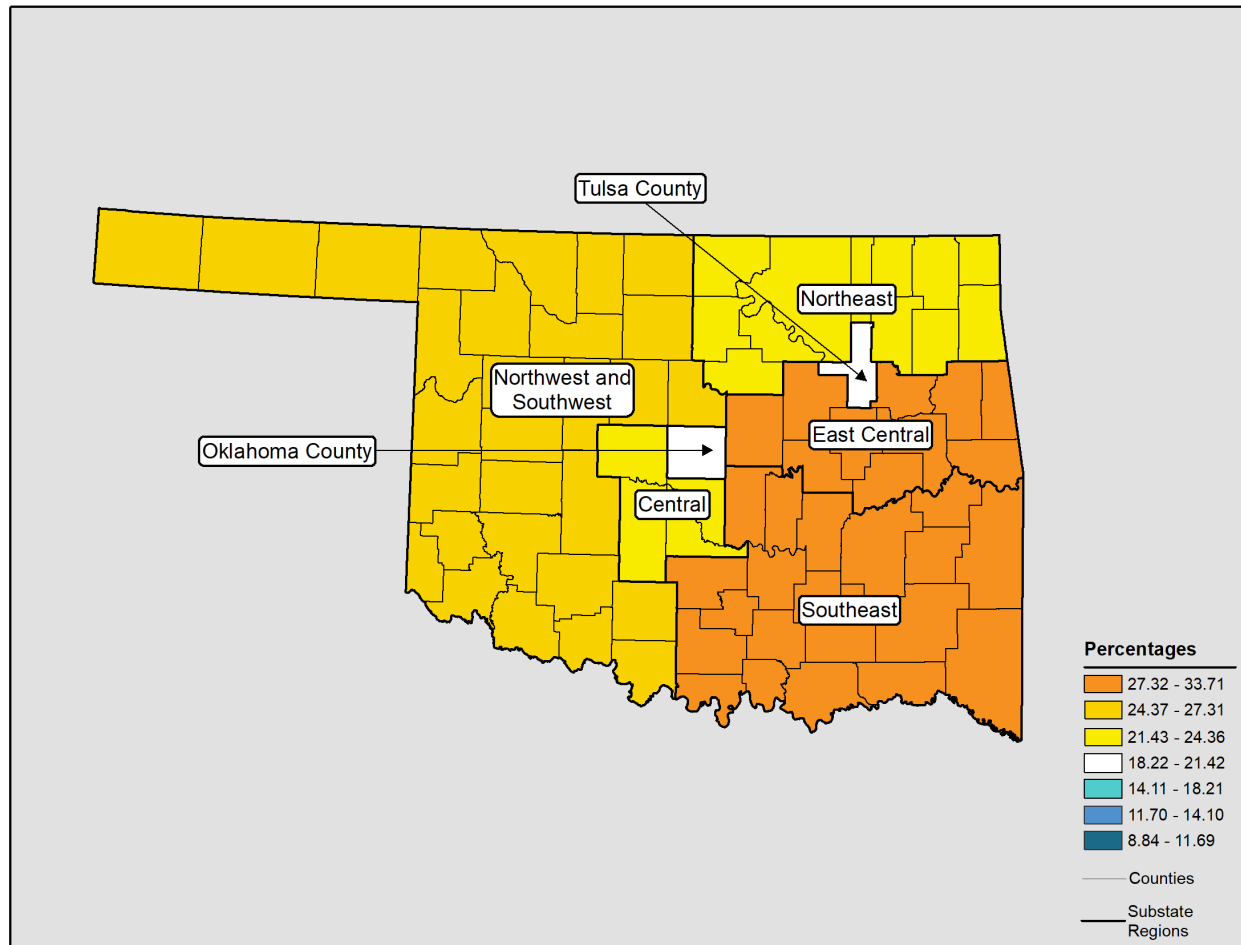 Tulsa County
Northeast
Northwest and
Southwest
East Central
Oklahoma County
Central
Southeast
Percentages
27.32 - 33.71
24.37 - 27.31
21.43 - 24.36
18.22 - 21.42
14.11 - 18.21
11.70 - 14.10
8.84 - 11.69
Counties
Substate
Regions